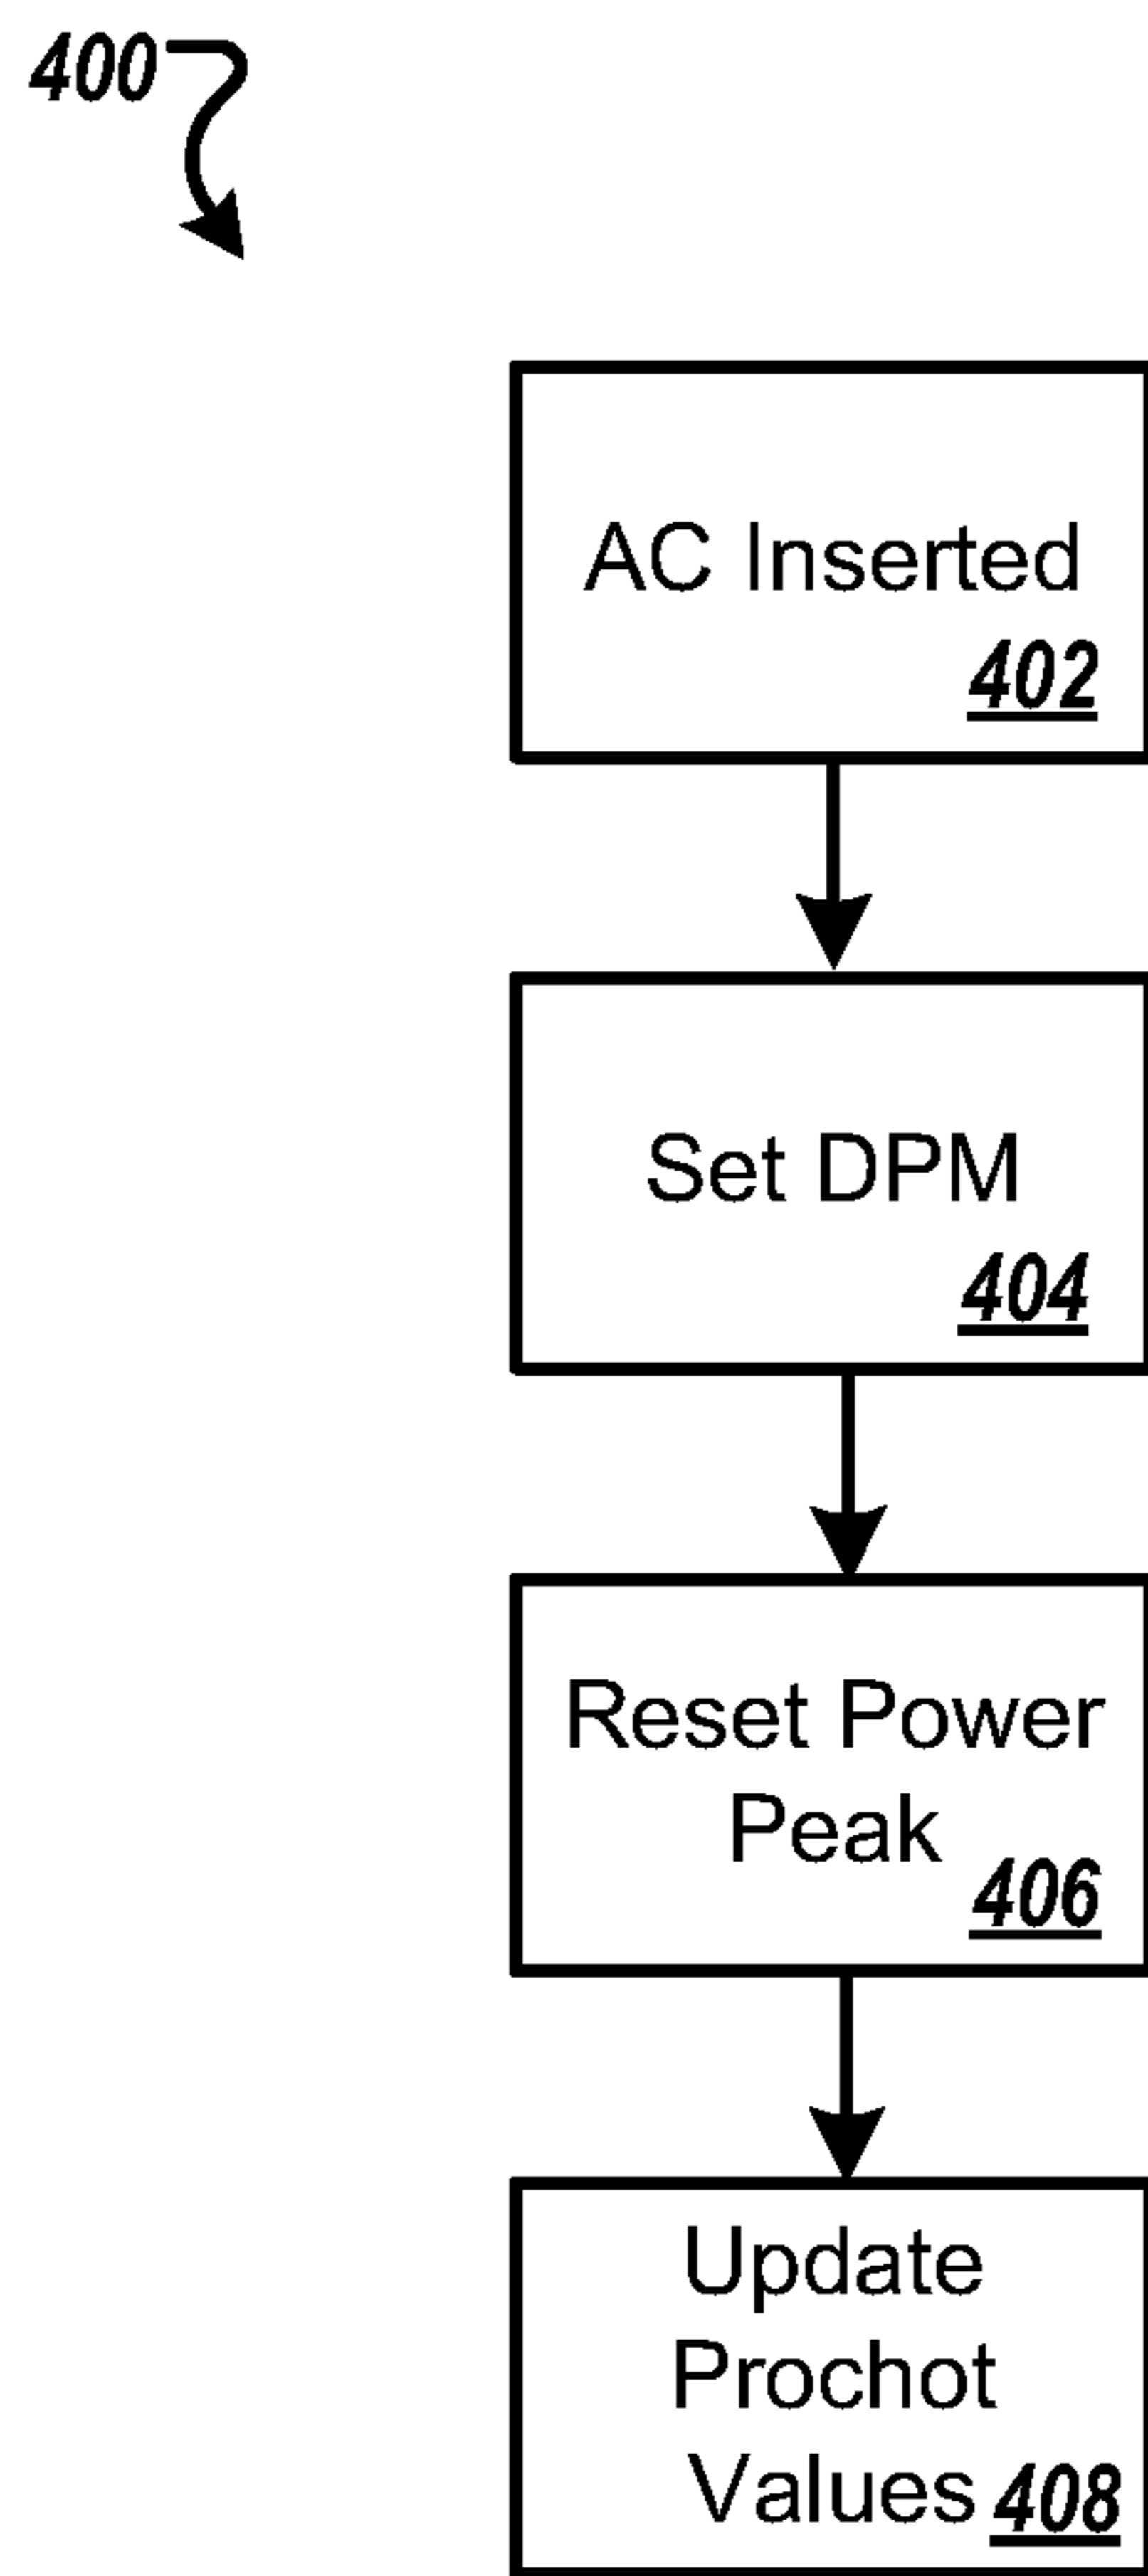 400
AC Inserted
402
Set DPM
404
Reset Power
Peak
406
Update
Prochot
Values 408